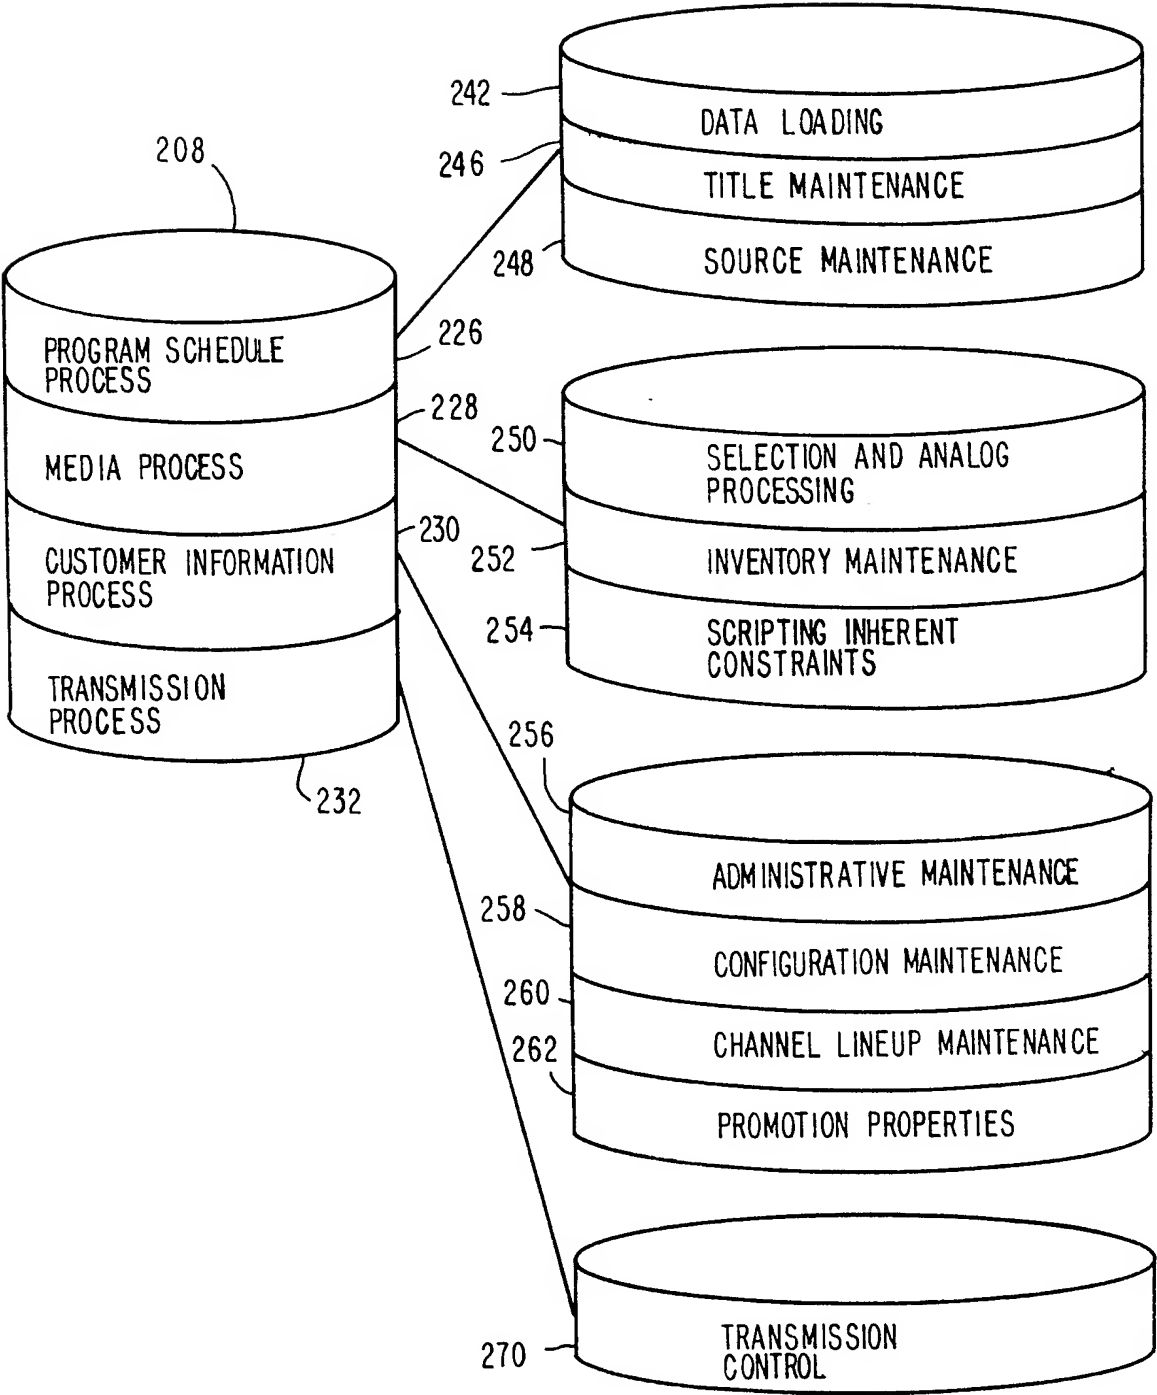 208
PROGRAM SCHEDULE
PROCESS
226
MEDIA PROCESS
228
CUSTOMER INFORMATION
PROCESS
230
TRANSMISSION
PROCESS
232
242
DATA LOADING
246
TITLE MAINTENANCE
248
SOURCE MAINTENANCE
250
SELECTION AND ANALOG
PROCESSING
252
INVENTORY MAINTENANCE
254
SCRIPTING INHERENT
CONSTRAINTS
256
ADMINISTRATIVE MAINTENANCE
258
CONFIGURATION MAINTENANCE
260
CHANNEL LINEUP MAINTENANCE
262
PROMOTION PROPERTIES
270
TRANSMISSION
CONTROL